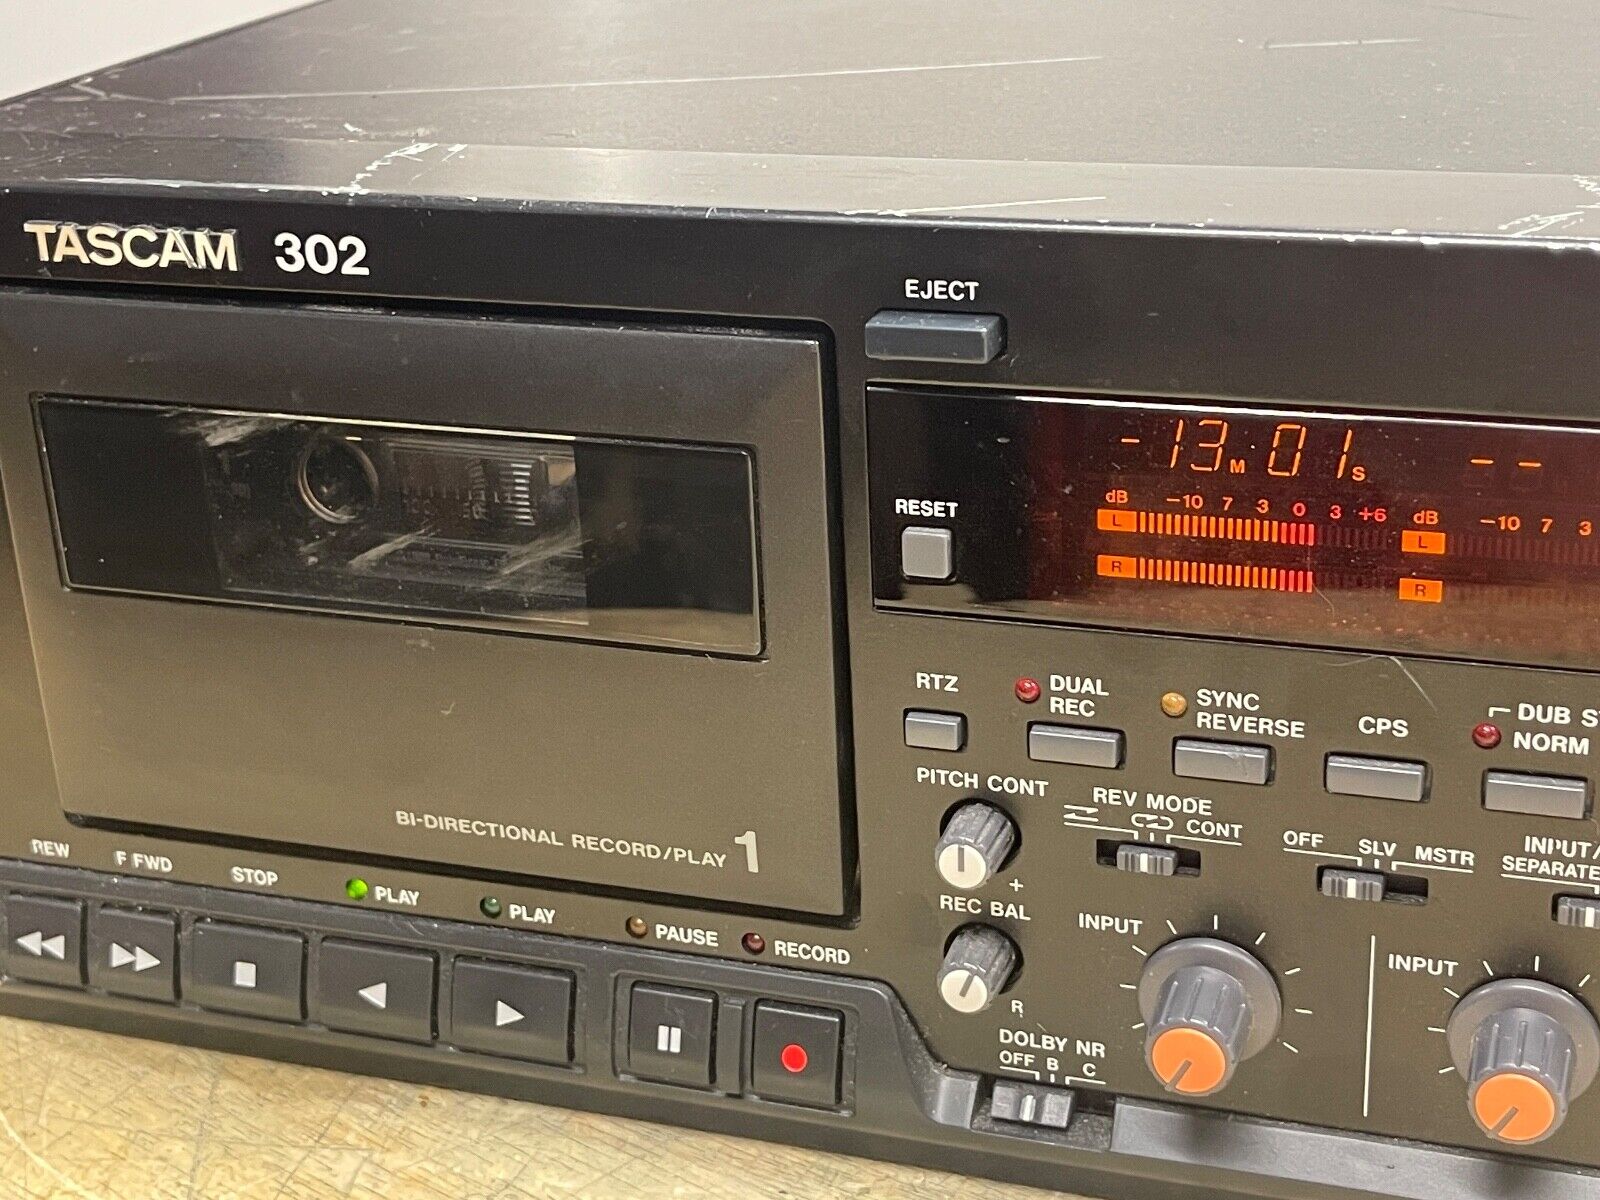 TASCAM 302
EJECT
-13M01S --
dB -10 7 3 0 3 +6 dB -10 7 3
L L
R R
RESET
RTZ
DUAL REC
SYNC REVERSE
CPS
DUB
NORM
PITCH CONT
+
REV MODE
CONT
OFF SLV MSTR
INPUT/
SEPARATE
REC BAL
R
INPUT
INPUT
DOLBY NR
OFF B C
BI-DIRECTIONAL RECORD/PLAY 1
REW F FWD STOP PLAY PLAY PAUSE RECORD